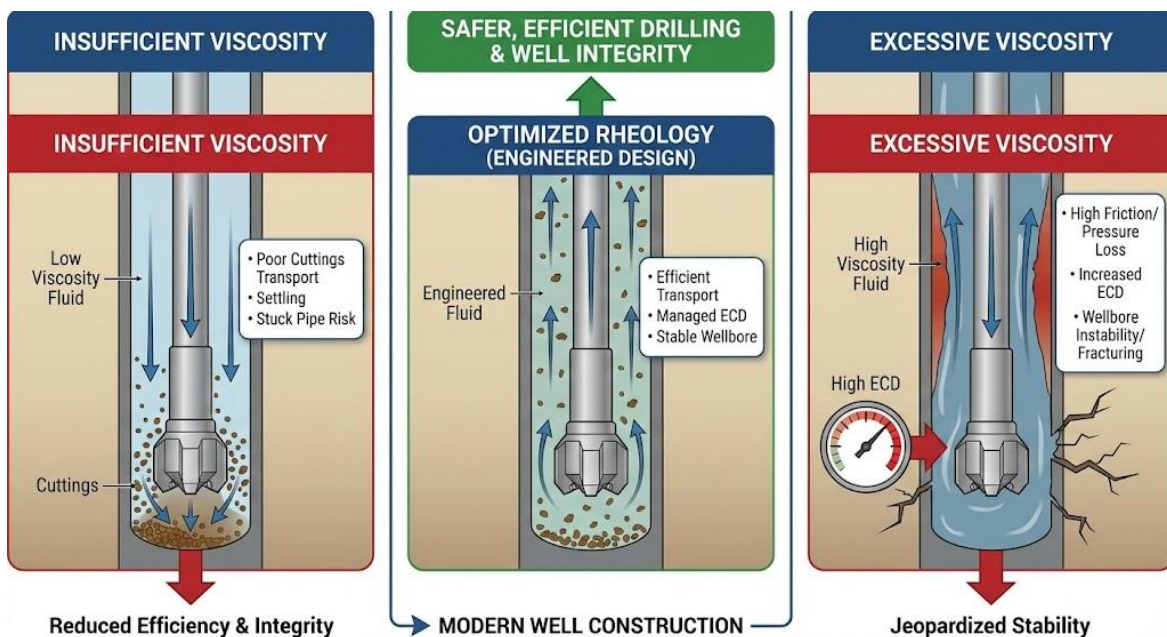 INSUFFICIENT VISCOSITY
INSUFFICIENT VISCOSITY
Low
Viscosity
Fluid
• Poor Cuttings
Transport
• Settling
• Stuck Pipe Risk
Cuttings
Reduced Efficiency & Integrity
SAFER, EFFICIENT DRILLING
& WELL INTEGRITY
OPTIMIZED RHEOLOGY
(ENGINEERED DESIGN)
Engineered
Fluid
• Efficient
Transport
• Managed ECD
• Stable Wellbore
MODERN WELL CONSTRUCTION
EXCESSIVE VISCOSITY
EXCESSIVE VISCOSITY
High
Viscosity
Fluid
• High Friction/
Pressure
Loss
• Increased
ECD
• Wellbore
Instability/
Fracturing
High ECD
Jeopardized Stability